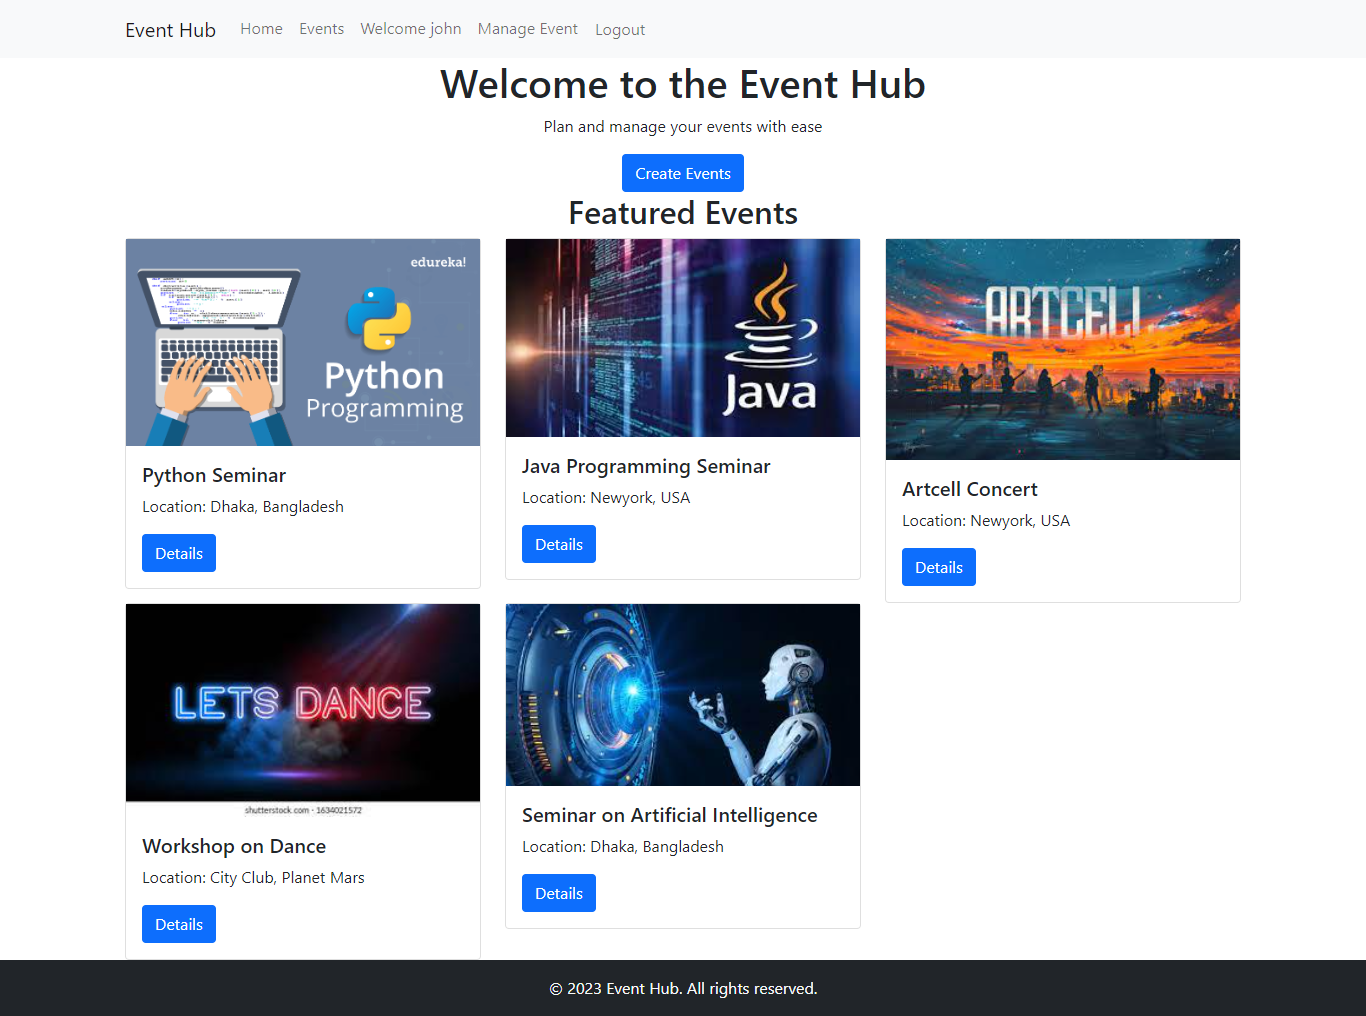 Event Hub Home Events Welcome john Manage Event Logout
Welcome to the Event Hub
Plan and manage your events with ease
Create Events
Featured Events
edureka!
Python
Programming
Python Seminar
Location: Dhaka, Bangladesh
Details
Java
Java Programming Seminar
Location: Newyork, USA
Details
ARTCELL
Artcell Concert
Location: Newyork, USA
Details
LETS DANCE
shutterstock.com · 1634021572
Workshop on Dance
Location: City Club, Planet Mars
Details
Seminar on Artificial Intelligence
Location: Dhaka, Bangladesh
Details
© 2023 Event Hub. All rights reserved.